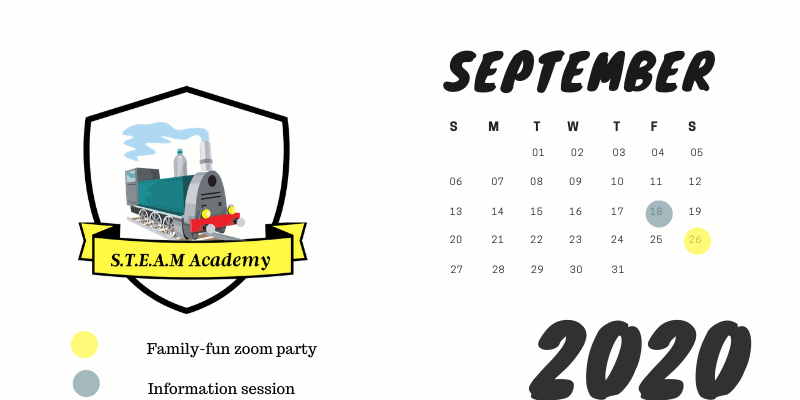 SEPTEMBER
S M T W T F S
01 02 03 04 05
06 07 08 09 10 11 12
13 14 15 16 17 18 19
20 21 22 23 24 25 26
27 28 29 30 31
S.T.E.A.M Academy
Family-fun zoom party
Information session
2020